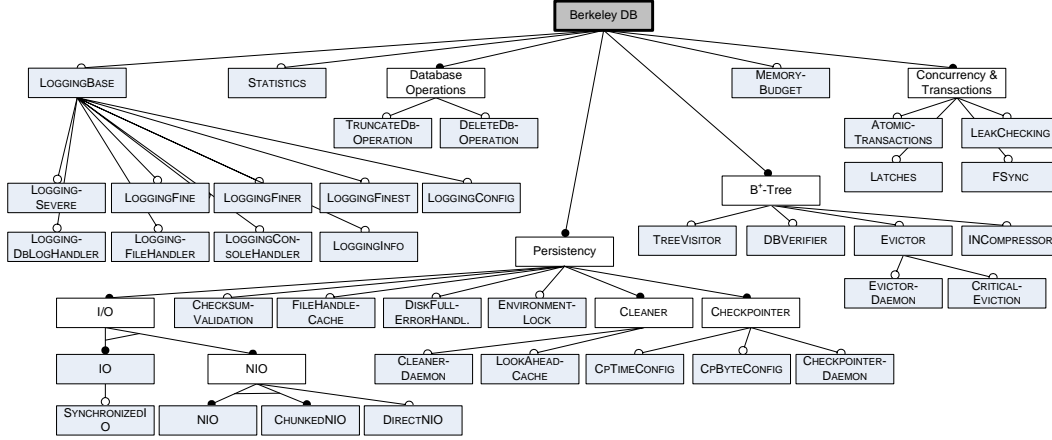 Berkeley DB
LOGGINGBASE
STATISTICS
Database
Operations
MEMORY-
BUDGET
Concurrency &
Transactions
TRUNCATEDB-
OPERATION
DELETEDB-
OPERATION
ATOMIC-
TRANSACTIONS
LEAKCHECKING
LATCHES
FSYNC
LOGGING-
SEVERE
LOGGINGFINE
LOGGINGFINER
LOGGINGFINEST
LOGGINGCONFIG
B+-Tree
LOGGING-
DBLOGHANDLER
LOGGING-
FILEHANDLER
LOGGINGCON-
SOLEHANDLER
LOGGINGINFO
Persistency
TREEVISITOR
DBVERIFIER
EVICTOR
INCOMPRESSOR
EVICTOR-
DAEMON
CRITICAL-
EVICTION
I/O
CHECKSUM-
VALIDATION
FILEHANDLE-
CACHE
DISKFULL-
ERRORHANDL.
ENVIRONMENT-
LOCK
CLEANER
CHECKPOINTER
IO
NIO
CLEANER-
DAEMON
LOOKAHEAD-
CACHE
CPTIMECONFIG
CPBYTECONFIG
CHECKPOINTER-
DAEMON
SYNCHRONIZEDI
O
NIO
CHUNKEDNIO
DIRECTNIO